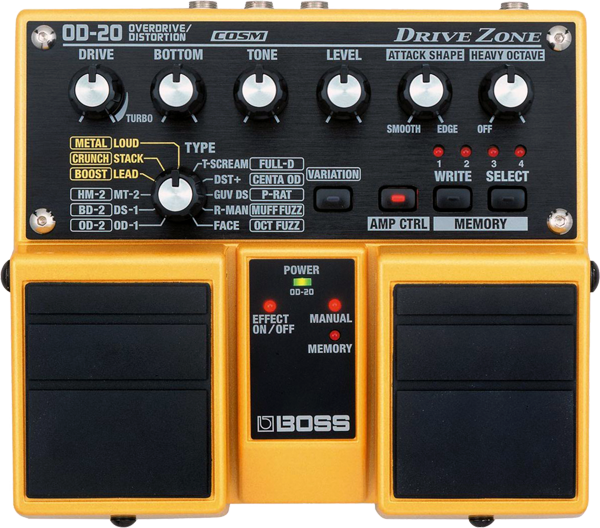 OD-20 OVERDRIVE/
DISTORTION
COSM
DRIVE ZONE
DRIVE
BOTTOM
TONE
LEVEL
ATTACK SHAPE
HEAVY OCTAVE
TURBO
SMOOTH EDGE
OFF
METAL LOUD
CRUNCH STACK
BOOST LEAD
HM-2 MT-2
BD-2 DS-1
OD-2 OD-1
TYPE
T-SCREAM FULL-D
DST+ CENTA OD
GUV DS P-RAT
R-MAN MUFF FUZZ
FACE OCT FUZZ
VARIATION
1 2 3 4
WRITE SELECT
AMP CTRL
MEMORY
POWER
OD-20
EFFECT
ON/OFF
MANUAL
MEMORY
BOSS